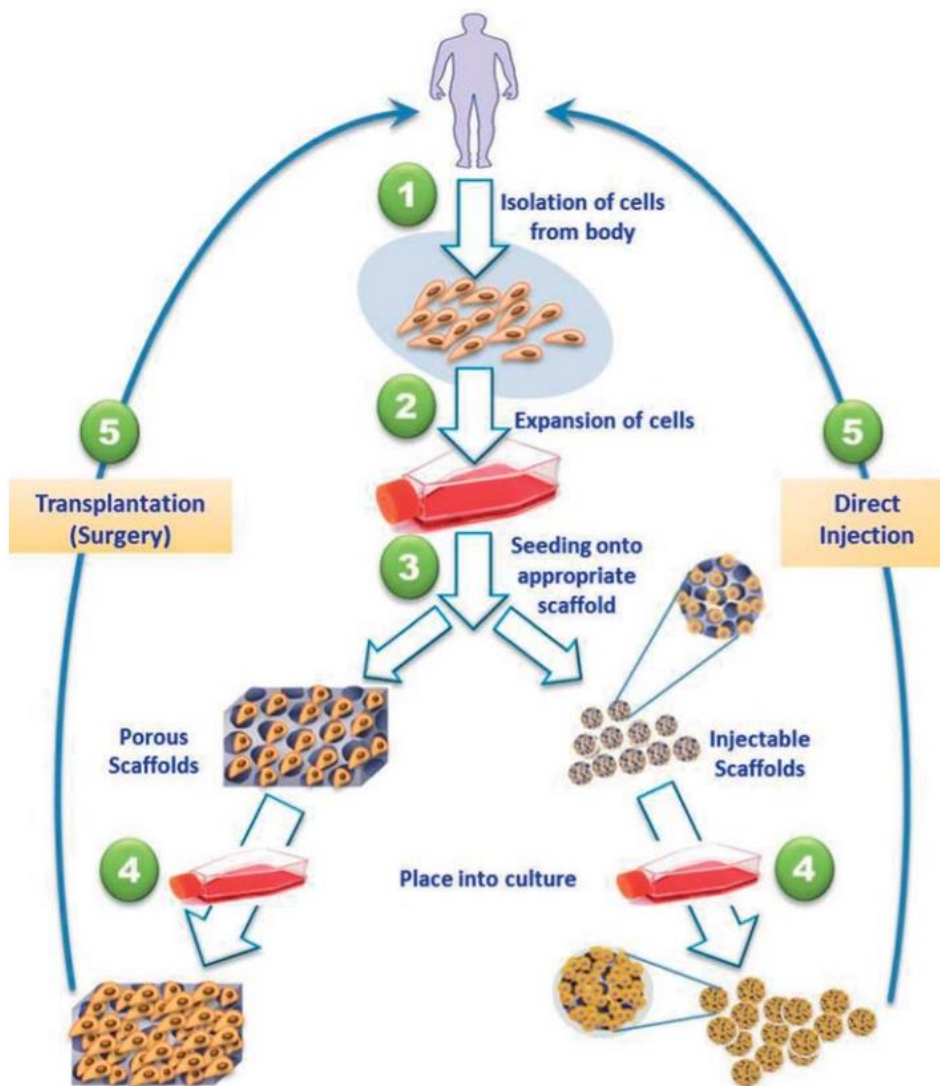 1
Isolation of cells
from body
2
Expansion of cells
5
Transplantation
(Surgery)
5
Direct
Injection
3
Seeding onto
appropriate
scaffold
Porous
Scaffolds
Injectable
Scaffolds
4
Place into culture
4